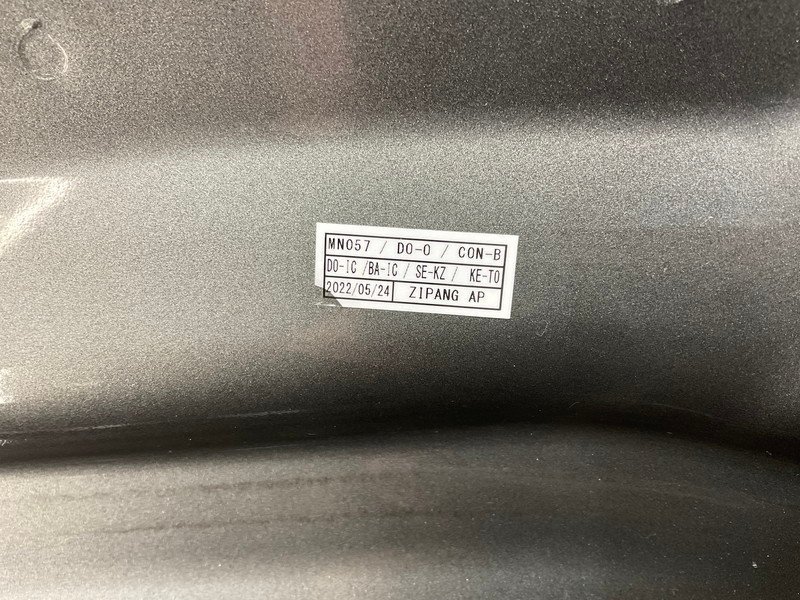 MN057 / DO-O / CON-B
DO-IC /BA-IC / SE-KZ / KE-TO
2022/05/24 ZIPANG AP